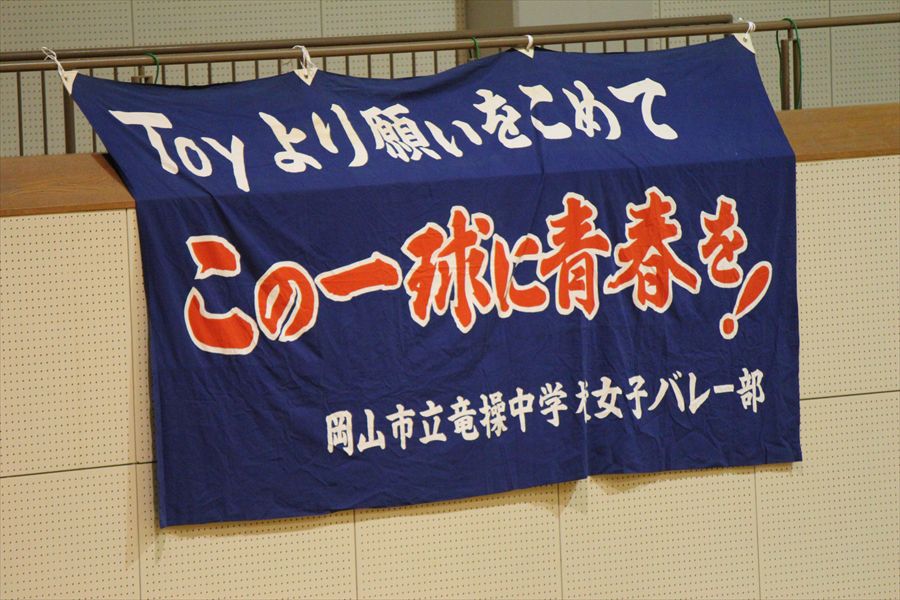 Toyより願いをこめて
この一球に青春を!
岡山市立竜操中学校女子バレー部